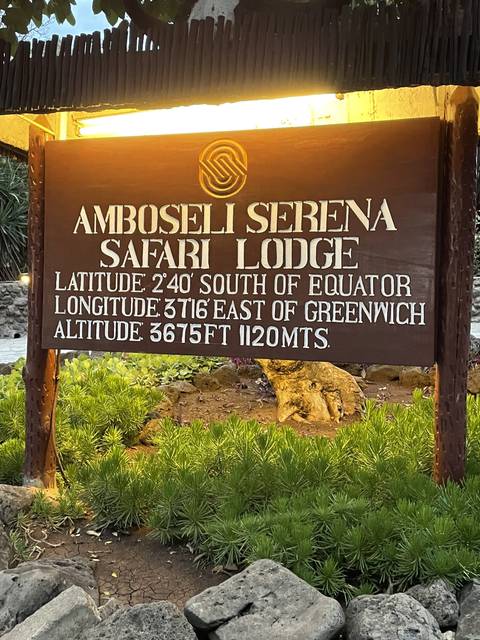 AMBOSELI SERENA
SAFARI LODGE
LATITUDE 2°40' SOUTH OF EQUATOR
LONGITUDE. 37°16' EAST OF GREENWICH
ALTITUDE. 3675FT 1120MTS.